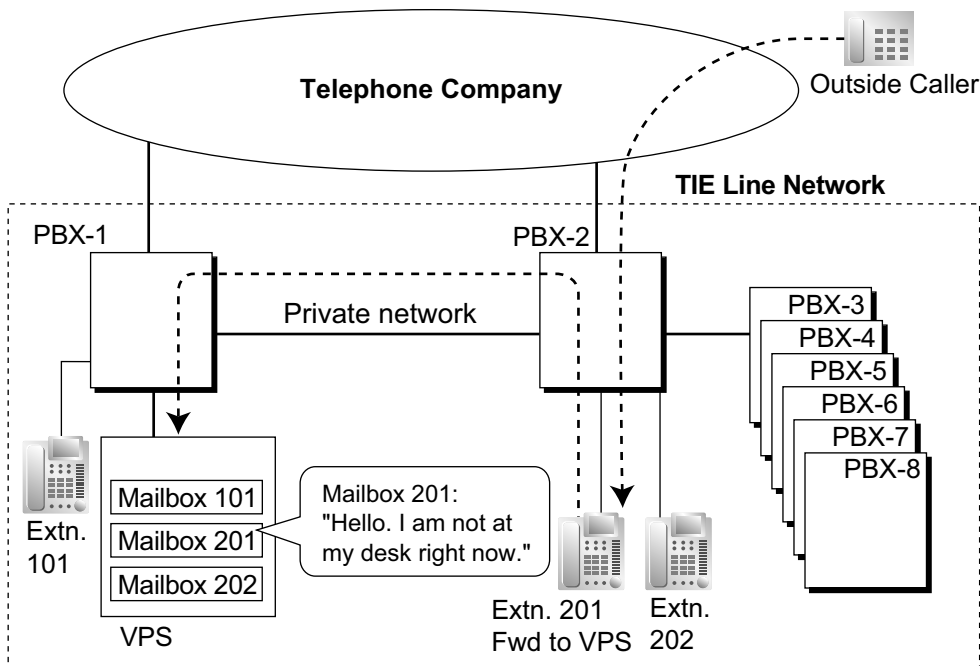 Telephone Company
Outside Caller
TIE Line Network
PBX-1
PBX-2
Private network
PBX-3
PBX-4
PBX-5
PBX-6
PBX-7
PBX-8
Extn.
101
Mailbox 101
Mailbox 201
Mailbox 202
VPS
Mailbox 201:
"Hello. I am not at
my desk right now."
Extn. 201
Fwd to VPS
Extn.
202